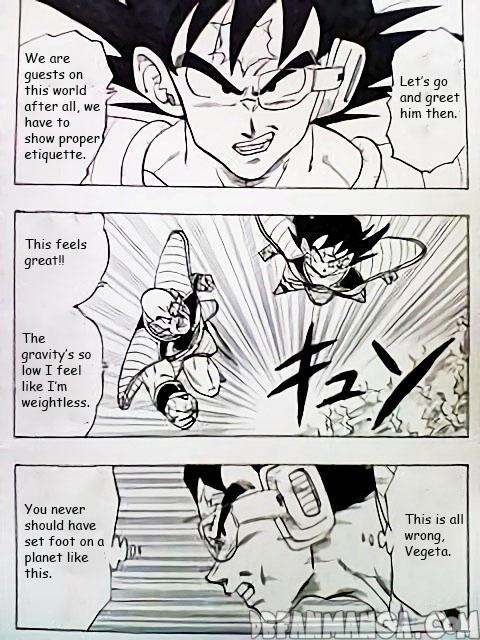 Let's go
and greet
him then.
We are
guests on
this world
after all, we
have to
show proper
etiquette.
This feels
great!!
The
gravity's so
low I feel
like I'm
weightless.
キュン
This is all
wrong,
Vegeta.
You never
should have
set foot on a
planet like
this.
DBFANMANGA.COM